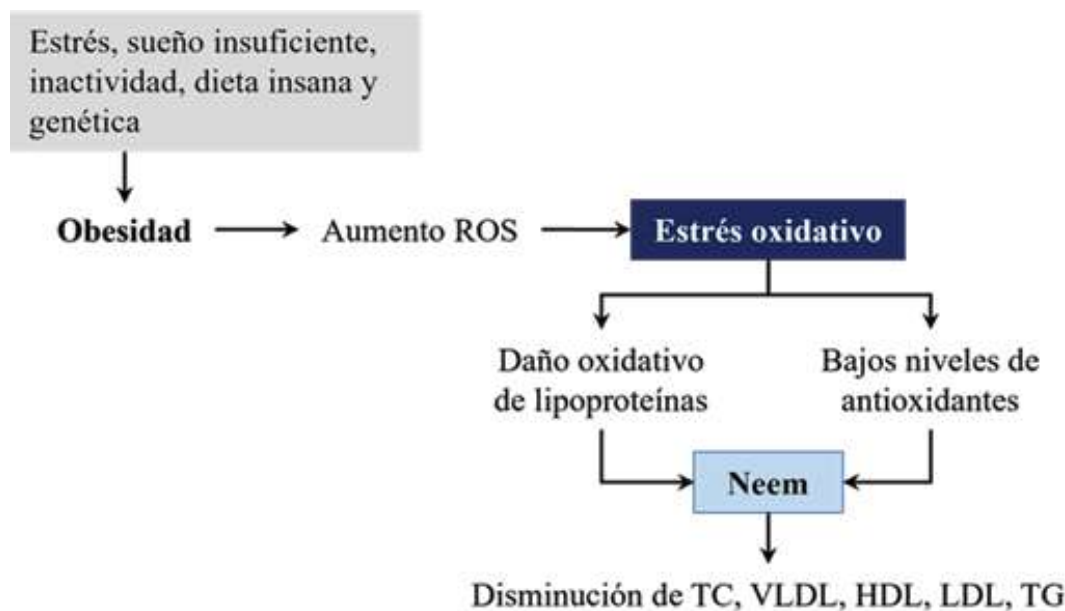 Estrés, sueño insuficiente,
inactividad, dieta insana y
genética
Obesidad
Aumento ROS
Estrés oxidativo
Daño oxidativo
de lipoproteínas
Bajos niveles de
antioxidantes
Neem
Disminución de TC, VLDL, HDL, LDL, TG